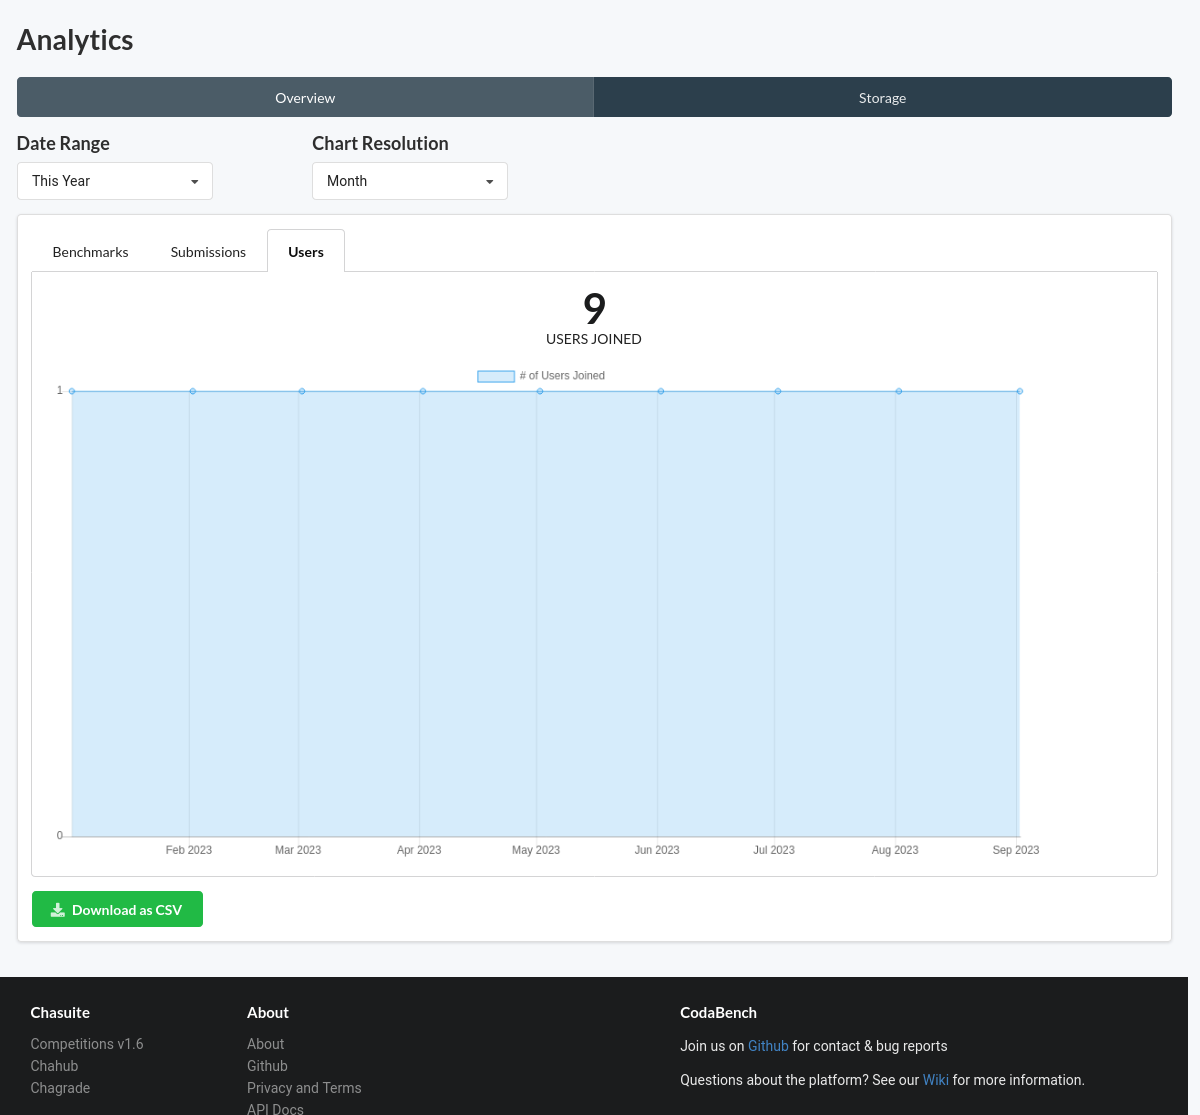 Analytics
Overview
Storage
Date Range
Chart Resolution
This Year
Month
Benchmarks
Submissions
Users
9
USERS JOINED
# of Users Joined
1
0
Feb 2023
Mar 2023
Apr 2023
May 2023
Jun 2023
Jul 2023
Aug 2023
Sep 2023
Download as CSV
Chasuite
Competitions v1.6
Chahub
Chagrade
About
About
Github
Privacy and Terms
API Docs
CodaBench
Join us on Github for contact & bug reports
Questions about the platform? See our Wiki for more information.